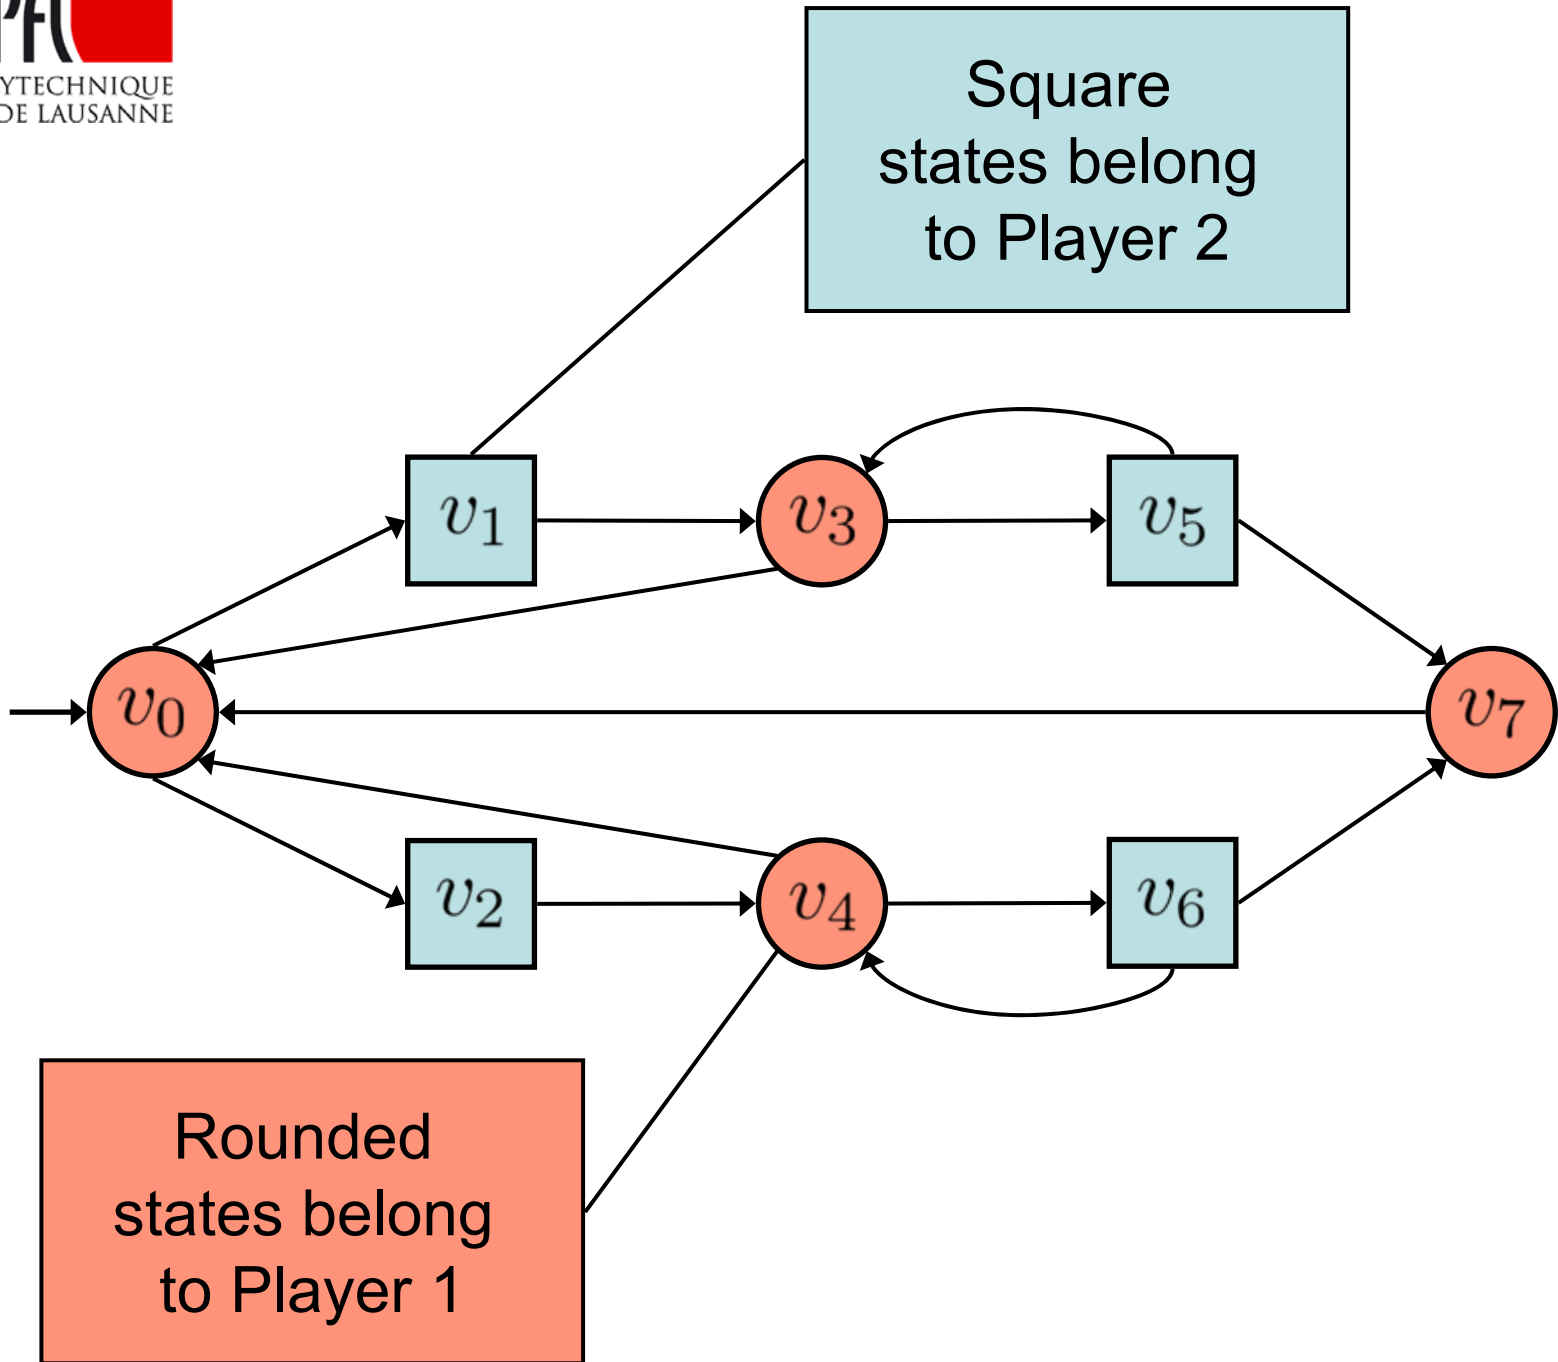 YTECHNIQUE
DE LAUSANNE
Square
states belong
to Player 2
v1
v3
v5
v0
v7
v2
v4
v6
Rounded
states belong
to Player 1